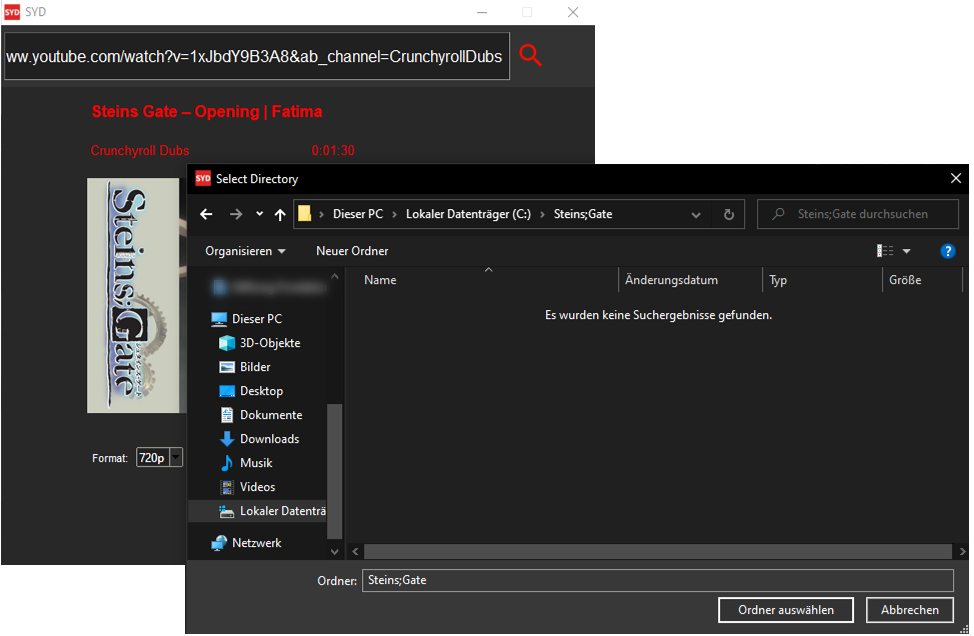 SYD SYD
ww.youtube.com/watch?v=1xJbdY9B3A8&ab_channel=CrunchyrollDubs
Steins Gate – Opening | Fatima
Crunchyroll Dubs 0:01:30
Steins;Gate
Format: 720p
SYD Select Directory
Dieser PC › Lokaler Datenträger (C:) › Steins;Gate
Steins;Gate durchsuchen
Organisieren Neuer Ordner
?
Name Änderungsdatum Typ Größe
Es wurden keine Suchergebnisse gefunden.
Dieser PC
3D-Objekte
Bilder
Desktop
Dokumente
Downloads
Musik
Videos
Lokaler Datenträ
Netzwerk
Ordner: Steins;Gate
Ordner auswählen Abbrechen